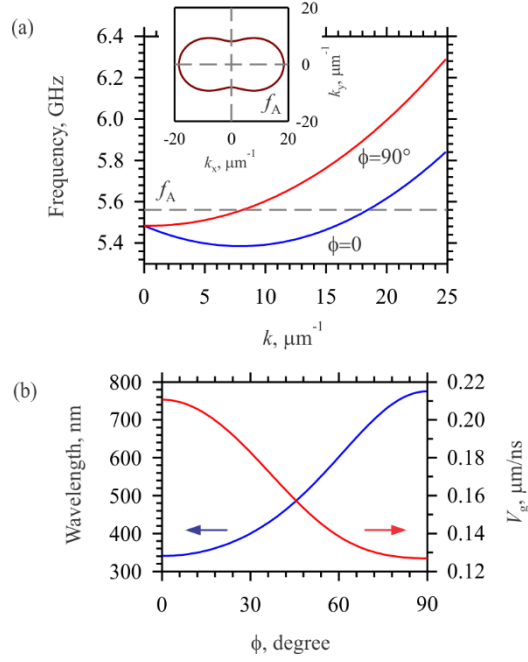 (a)
20
0
-20
k_y, μm⁻¹
f_A
-20 0 20
k_x, μm⁻¹
6.4
6.2
6.0
5.8
5.6
5.4
Frequency, GHz
f_A
ϕ=90°
ϕ=0
0 5 10 15 20 25
k, μm⁻¹
(b)
800
700
600
500
400
300
Wavelength, nm
0.22
0.20
0.18
0.16
0.14
0.12
V_g, μm/ns
0 30 60 90
ϕ, degree